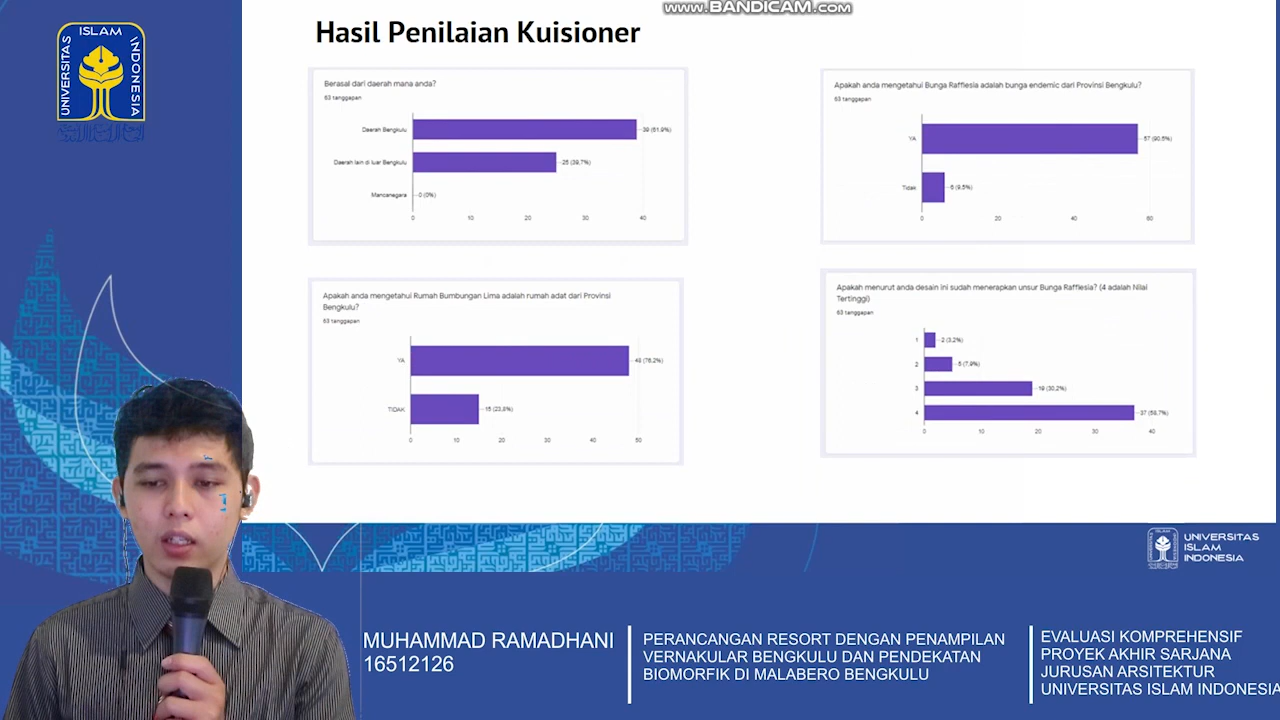 WWW.BANDICAM.COM
UNIVERSITAS ISLAM INDONESIA
Hasil Penilaian Kuisioner
Berasal dari daerah mana anda?
63 tanggapan
Daerah Bengkulu
39 (61,9%)
Daerah lain di luar Bengkulu
25 (39,7%)
Mancanegara
0 (0%)
0 10 20 30 40
Apakah anda mengetahui Bunga Rafflesia adalah bunga endemic dari Provinsi Bengkulu?
63 tanggapan
YA
57 (90,5%)
Tidak
6 (9,5%)
0 20 40 60
Apakah anda mengetahui Rumah Bumbungan Lima adalah rumah adat dari Provinsi
Bengkulu?
63 tanggapan
YA
48 (76,2%)
TIDAK
15 (23,8%)
0 10 20 30 40 50
Apakah menurut anda desain ini sudah menerapkan unsur Bunga Rafflesia? (4 adalah Nilai
Tertinggi)
63 tanggapan
1 2 (3,2%)
2 5 (7,9%)
3 19 (30,2%)
4 37 (58,7%)
0 10 20 30 40
UNIVERSITAS
ISLAM
INDONESIA
MUHAMMAD RAMADHANI
16512126
PERANCANGAN RESORT DENGAN PENAMPILAN
VERNAKULAR BENGKULU DAN PENDEKATAN
BIOMORFIK DI MALABERO BENGKULU
EVALUASI KOMPREHENSIF
PROYEK AKHIR SARJANA
JURUSAN ARSITEKTUR
UNIVERSITAS ISLAM INDONESIA